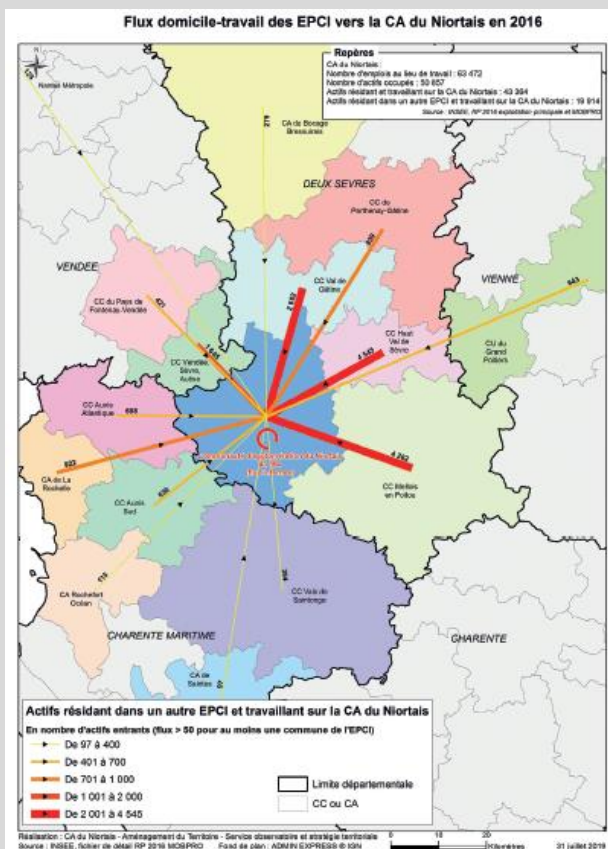 Flux domicile-travail des EPCI vers la CA du Niortais en 2016
Repères
CA du Niortais :
Nombre d'emplois au lieu de travail : 63 472
Nombre d'actifs occupés : 50 857
Actifs résidant et travaillant sur la CA du Niortais :
Actifs résidant dans un autre EPCI et travaillant sur la CA du Niortais : 19 914
Source : INSEE, RP 2016 exploitation principale et MOBPRO
N
Nantes Métropole
CA du Bocage
Bressuirais
279
DEUX SEVRES
CC de
Parthenay-Gâtine
VENDEE
CC Val de
Gâtine
VIENNE
CC du Pays de
Fontenay-Vendée
CC Haut
Val de
Sèvre
4 545
CU du
Grand
Poitiers
CC Vendée,
Sèvre,
Autise
CC Aunis
Atlantique
CA de La
Rochelle
CC Aunis
Sud
4 262
CC Mellois
en Poitou
CA Rochefort
Océan
CC Vals de
Saintonge
CHARENTE MARITIME
CHARENTE
CA de
Saintes
Actifs résidant dans un autre EPCI et travaillant sur la CA du Niortais
En nombre d'actifs entrants (flux > 50 pour au moins une commune de l'EPCI)
De 97 à 400
De 401 à 700
De 701 à 1 000
De 1 001 à 2 000
De 2 001 à 4 545
Limite départementale
CC ou CA
Réalisation : CA du Niortais - Aménagement du Territoire - Service observatoire et stratégie territoriale
Source : INSEE, fichier de détail RP 2016 MOBPRO Fond de plan : ADMIN EXPRESS © IGN
0 10 20
Kilomètres
31 juillet 2019